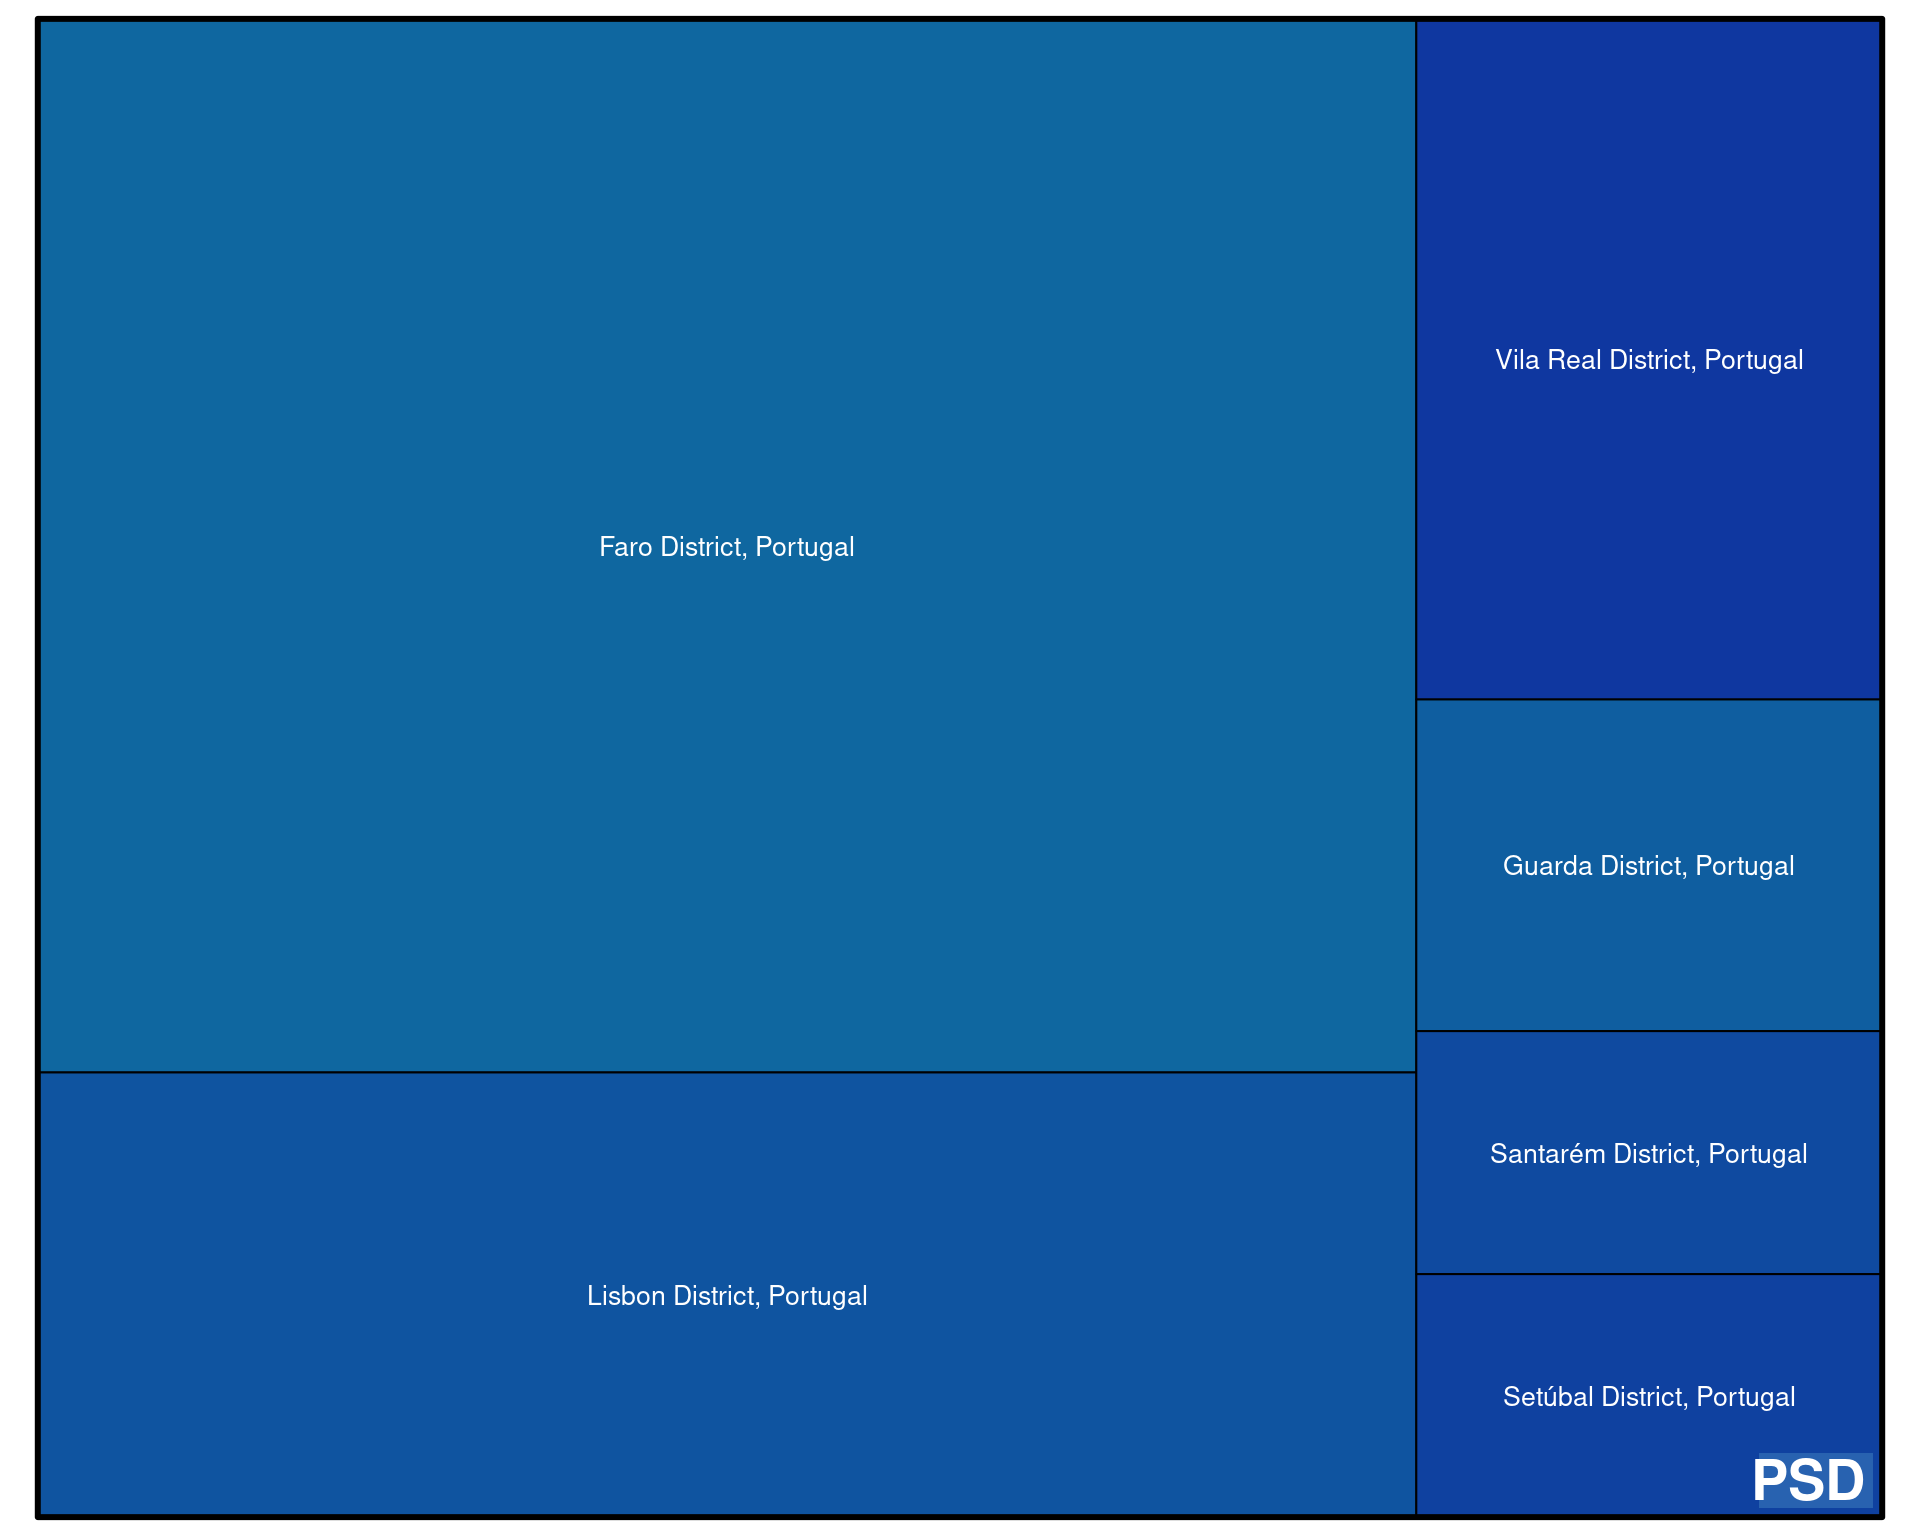 Faro District, Portugal
Lisbon District, Portugal
Vila Real District, Portugal
Guarda District, Portugal
Santarém District, Portugal
Setúbal District, Portugal
PSD